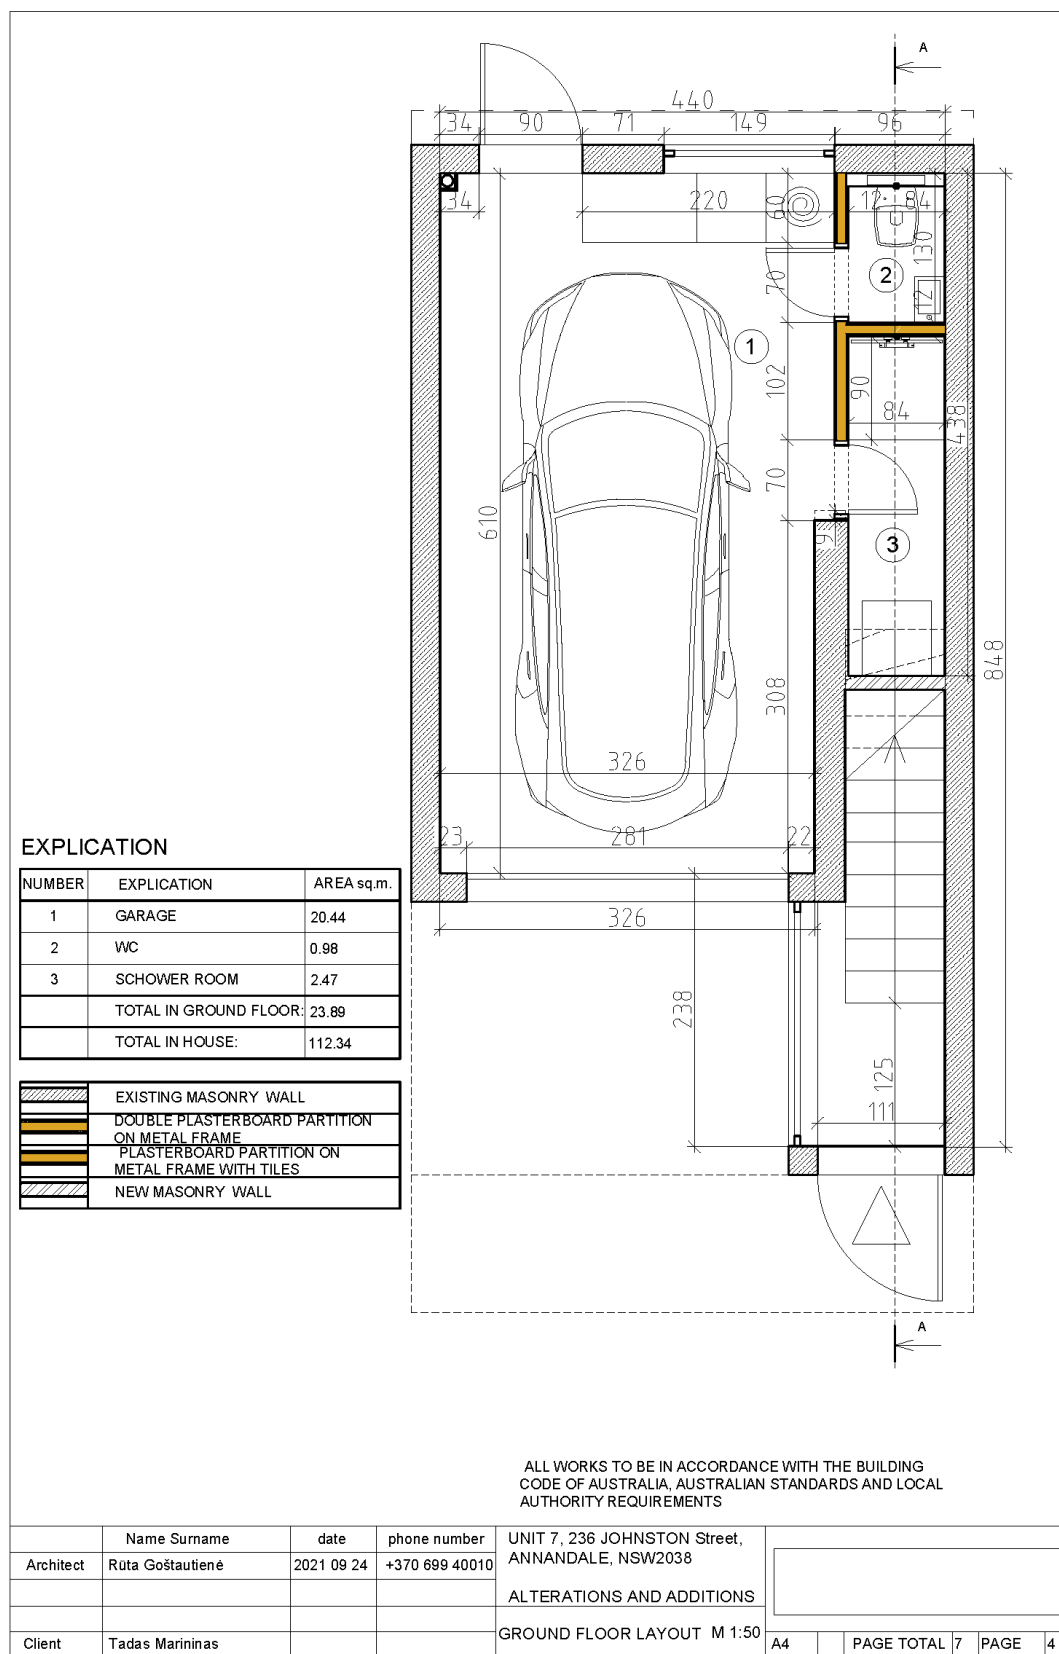 A
440
34 90 71 149 96
34 220 60 12 84
130
2
70 12
1
102 90 84 438
70
610 9 3
848
308
326
23 281 22
326
238
125
111
A
EXPLICATION
NUMBER EXPLICATION AREA sq.m.
1 GARAGE 20.44
2 WC 0.98
3 SCHOWER ROOM 2.47
TOTAL IN GROUND FLOOR: 23.89
TOTAL IN HOUSE: 112.34
EXISTING MASONRY WALL
DOUBLE PLASTERBOARD PARTITION
ON METAL FRAME
PLASTERBOARD PARTITION ON
METAL FRAME WITH TILES
NEW MASONRY WALL
ALL WORKS TO BE IN ACCORDANCE WITH THE BUILDING
CODE OF AUSTRALIA, AUSTRALIAN STANDARDS AND LOCAL
AUTHORITY REQUIREMENTS
Name Surname date phone number
Architect Rūta Goštautienė 2021 09 24 +370 699 40010
Client Tadas Marininas
UNIT 7, 236 JOHNSTON Street,
ANNANDALE, NSW2038
ALTERATIONS AND ADDITIONS
GROUND FLOOR LAYOUT M 1:50
A4 PAGE TOTAL 7 PAGE 4